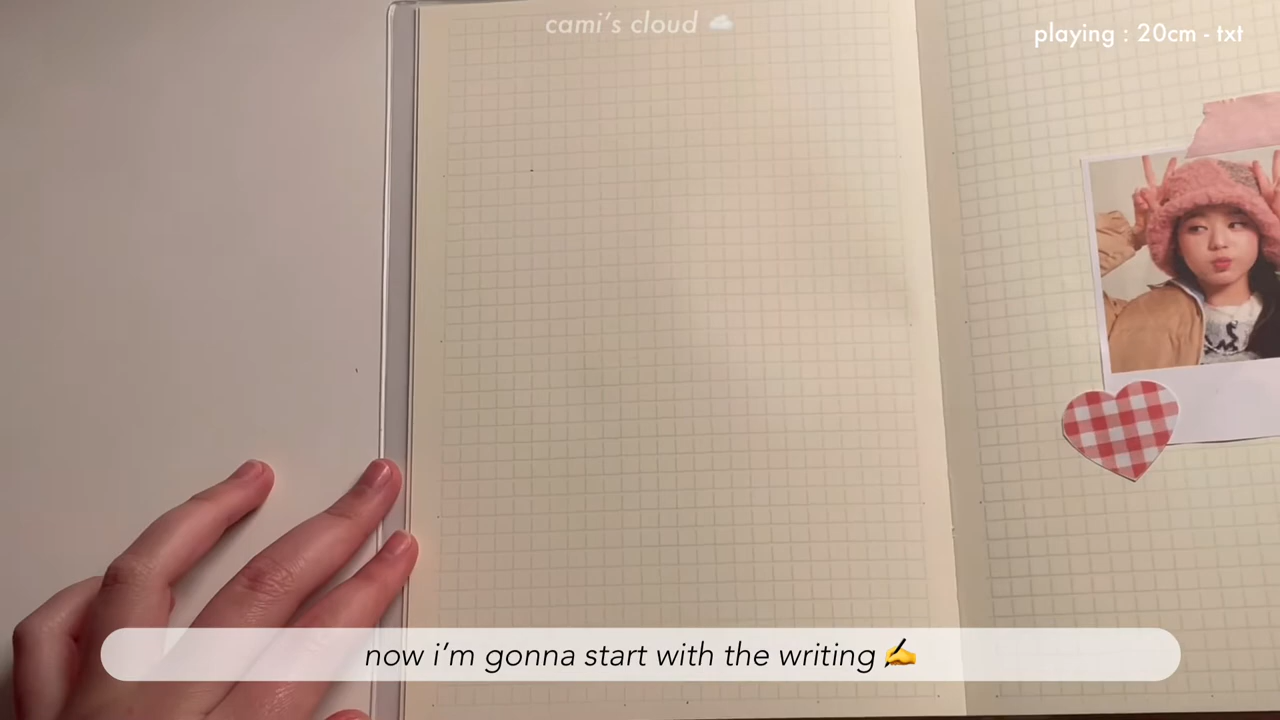 cami's cloud ☁️
playing : 20cm - txt
now i'm gonna start with the writing ✍️